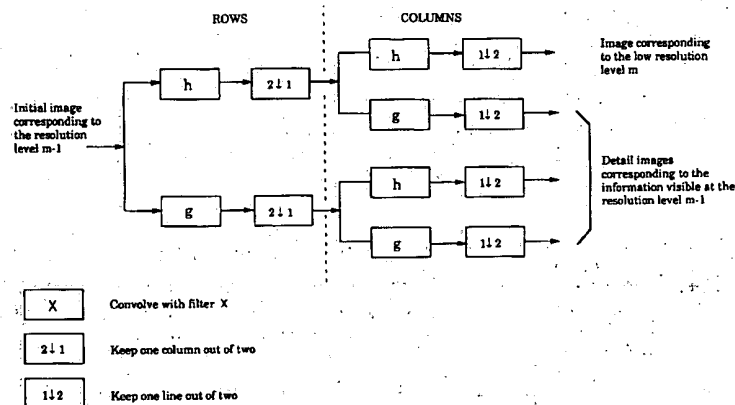 ROWS
COLUMNS
Initial image
corresponding to
the resolution
level m-1
h
2↓1
g
2↓1
h
1↓2
g
1↓2
h
1↓2
g
1↓2
Image corresponding
to the low resolution
level m
Detail images
corresponding to the
information visible at the
resolution level m-1
X
Convolve with filter X
2↓1
Keep one column out of two
1↓2
Keep one line out of two